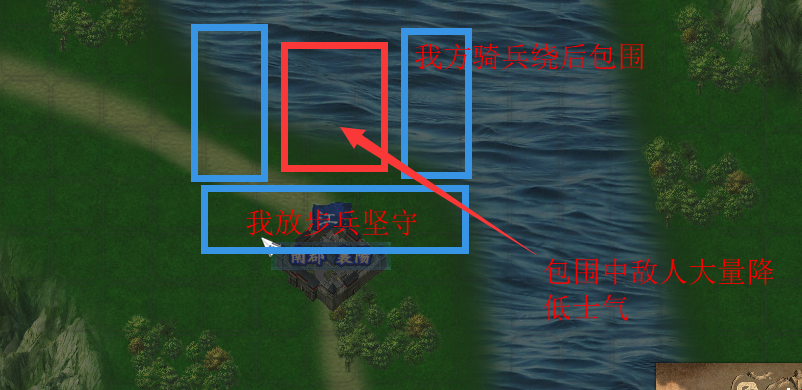 我方骑兵绕后包围
江
我放步兵坚守
南郡 襄陽
包围中敌人大量降
低士气